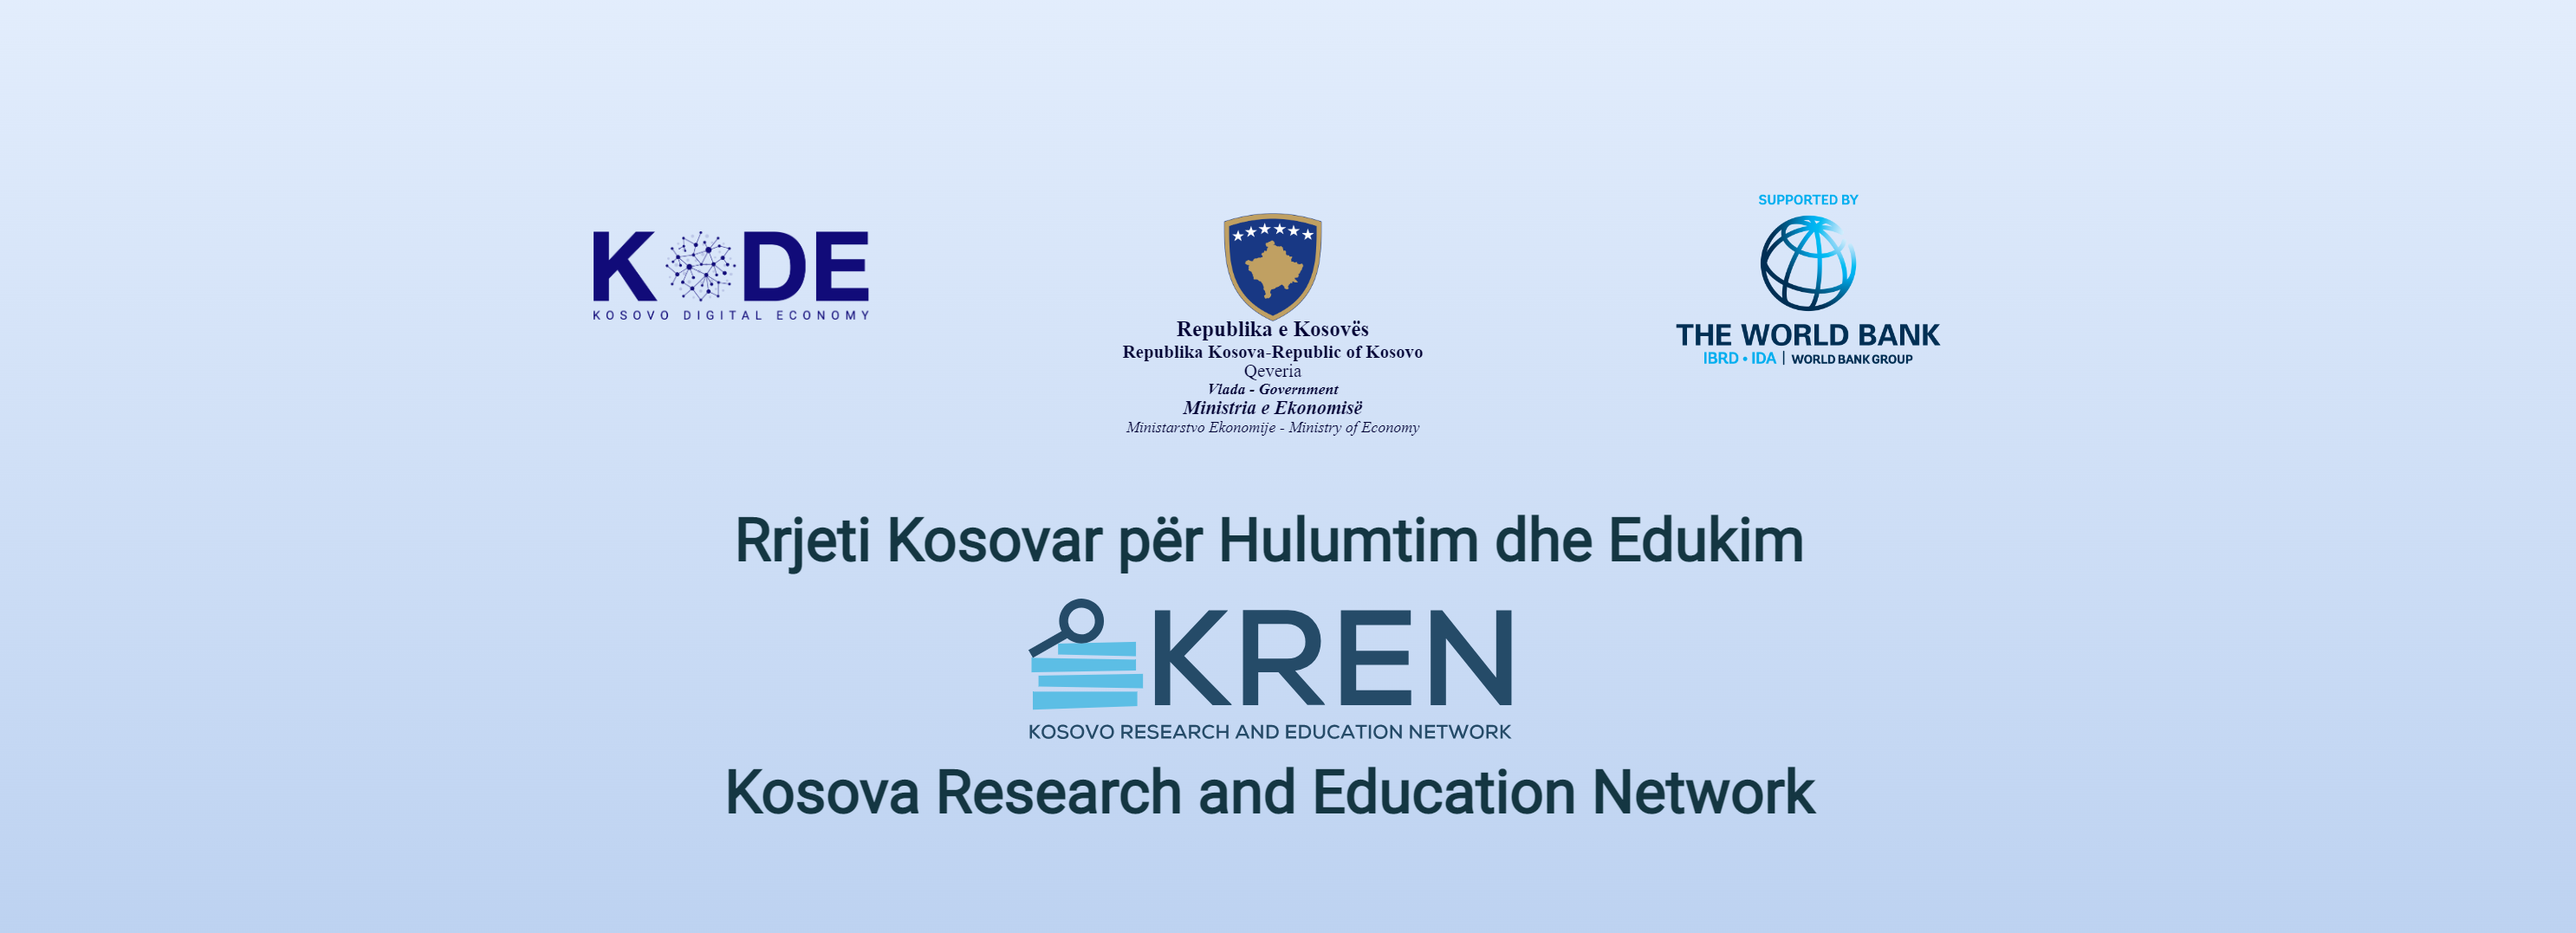 KODE
KOSOVO DIGITAL ECONOMY
Republika e Kosovës
Republika Kosova-Republic of Kosovo
Qeveria
Vlada - Government
Ministria e Ekonomisë
Ministarstvo Ekonomije - Ministry of Economy
SUPPORTED BY
THE WORLD BANK
IBRD • IDA | WORLD BANK GROUP
Rrjeti Kosovar për Hulumtim dhe Edukim
KREN
KOSOVO RESEARCH AND EDUCATION NETWORK
Kosova Research and Education Network